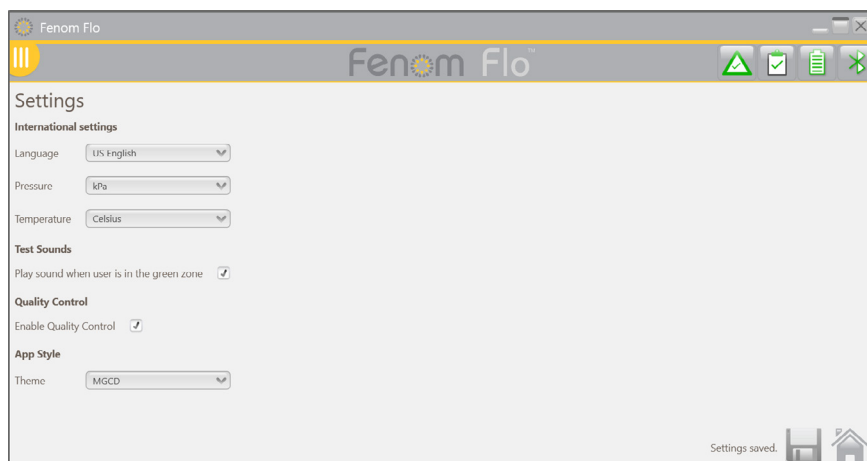 Fenom Flo
Fenom Flo™
Settings
International settings
Language US English
Pressure kPa
Temperature Celsius
Test Sounds
Play sound when user is in the green zone
Quality Control
Enable Quality Control
App Style
Theme MGCD
Settings saved.